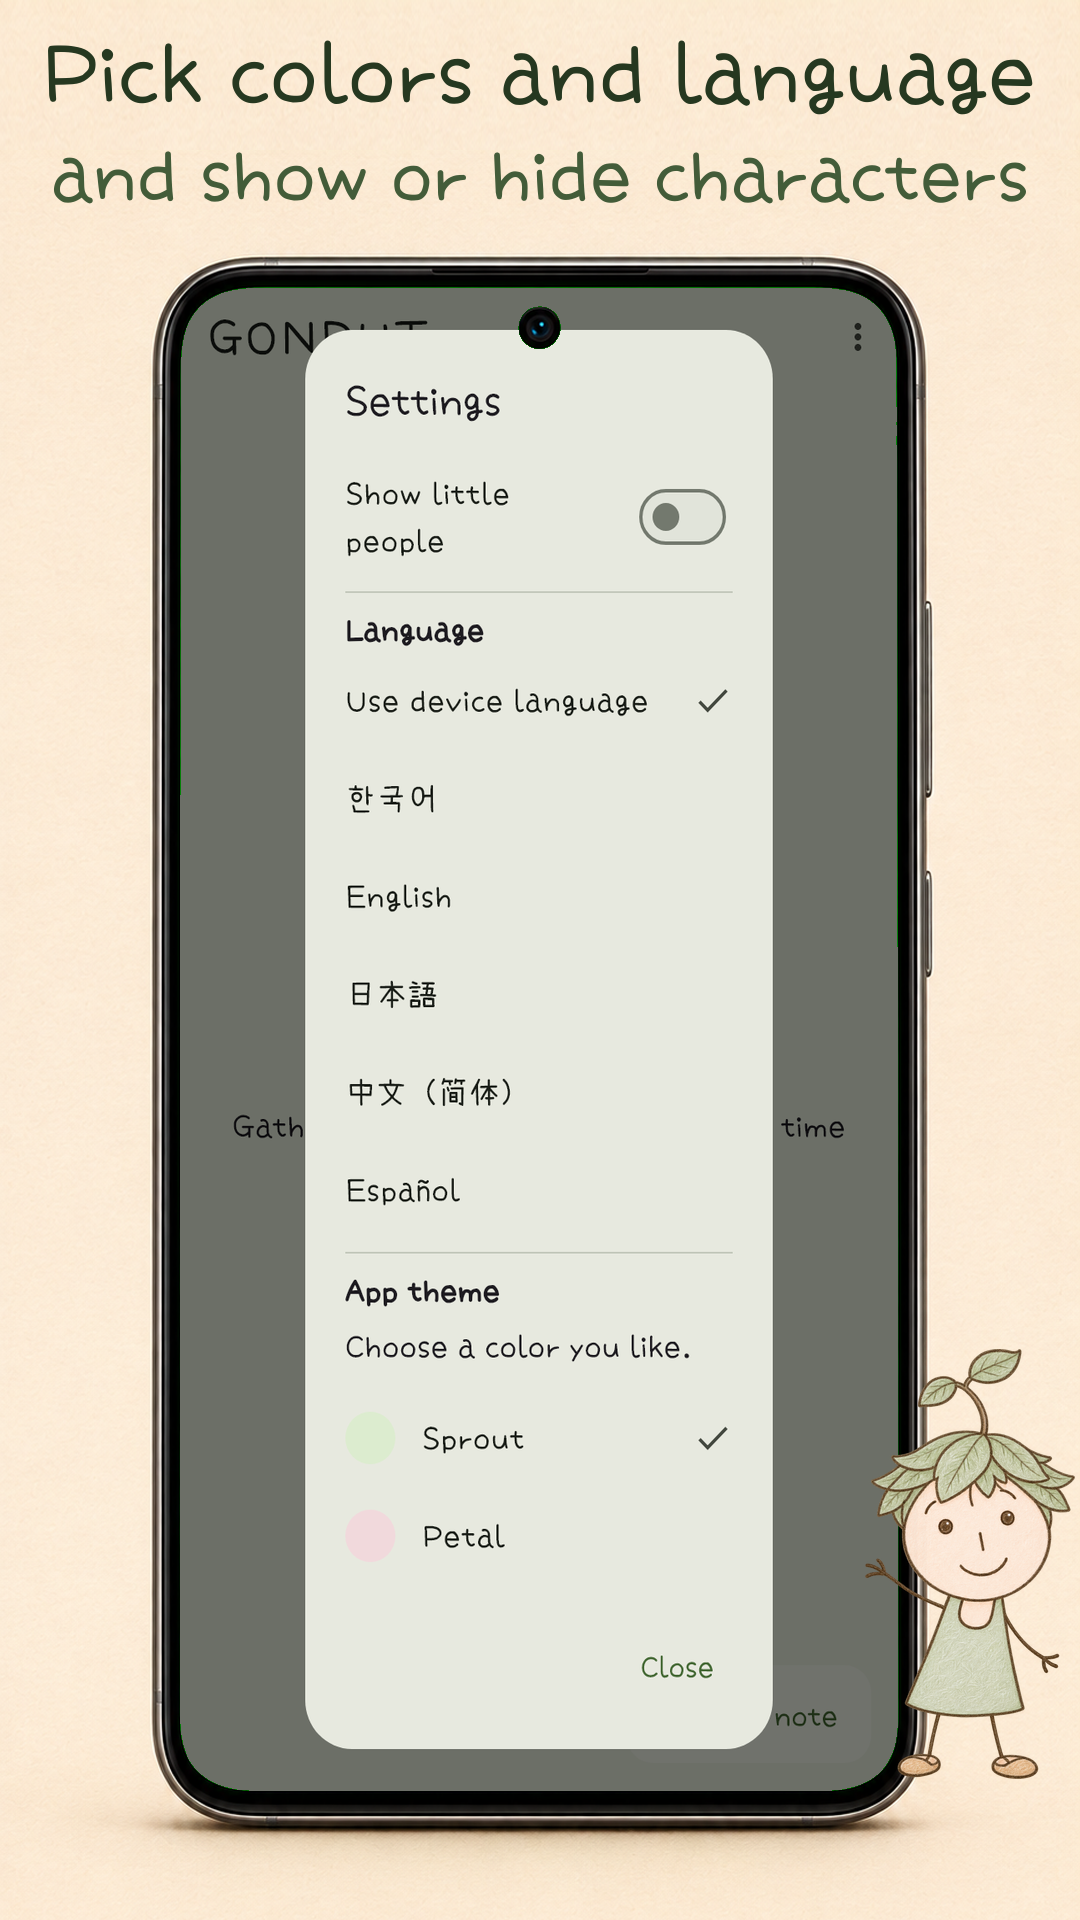 Pick colors and language
and show or hide characters
Settings
Show little
people
Language
Use device language
한국어
English
日本語
中文（简体）
Gath
time
Español
App theme
Choose a color you like.
Sprout
Petal
Close
note